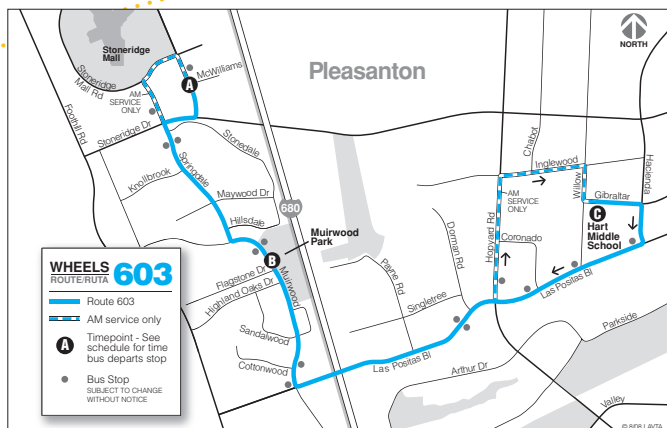 Stoneridge
Mall
McWilliams
A
Stoneridge
Mall Rd
AM
SERVICE
ONLY
Foothill Rd
Stoneridge Dr
Pleasanton
NORTH
Stonedale
Springdale
Knollbrook
Maywood Dr
Hillsdale
680
Muirwood
Park
B
Flagstone Dr
Highland Oaks Dr
Muirwood
Sandalwood
Cottonwood
Chabot
Inglewood
Willow
Hacienda
Gibraltar
AM
SERVICE
ONLY
Hopyard Rd
C
Hart
Middle
School
Coronado
Dorman Rd
Payne Rd
Singletree
Las Positas Bl
Las Positas Bl
Arthur Dr
Parkside
Valley
WHEELS
ROUTE/RUTA
603
Route 603
AM service only
A
Timepoint - See
schedule for time
bus departs stop
Bus Stop
SUBJECT TO CHANGE
WITHOUT NOTICE
© 8/08 LAVTA